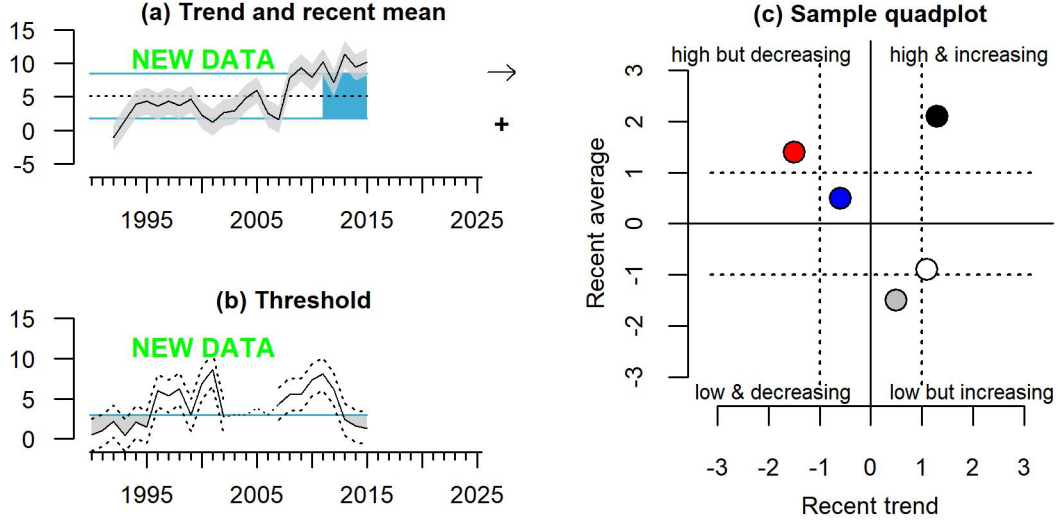 (a) Trend and recent mean
15
10
5
0
-5
NEW DATA
→
+
1995 2005 2015 2025
(b) Threshold
15
10
5
0
NEW DATA
1995 2005 2015 2025
(c) Sample quadplot
high but decreasing high & increasing
Recent average
3
2
1
0
-1
-2
-3
low & decreasing low but increasing
-3 -2 -1 0 1 2 3
Recent trend